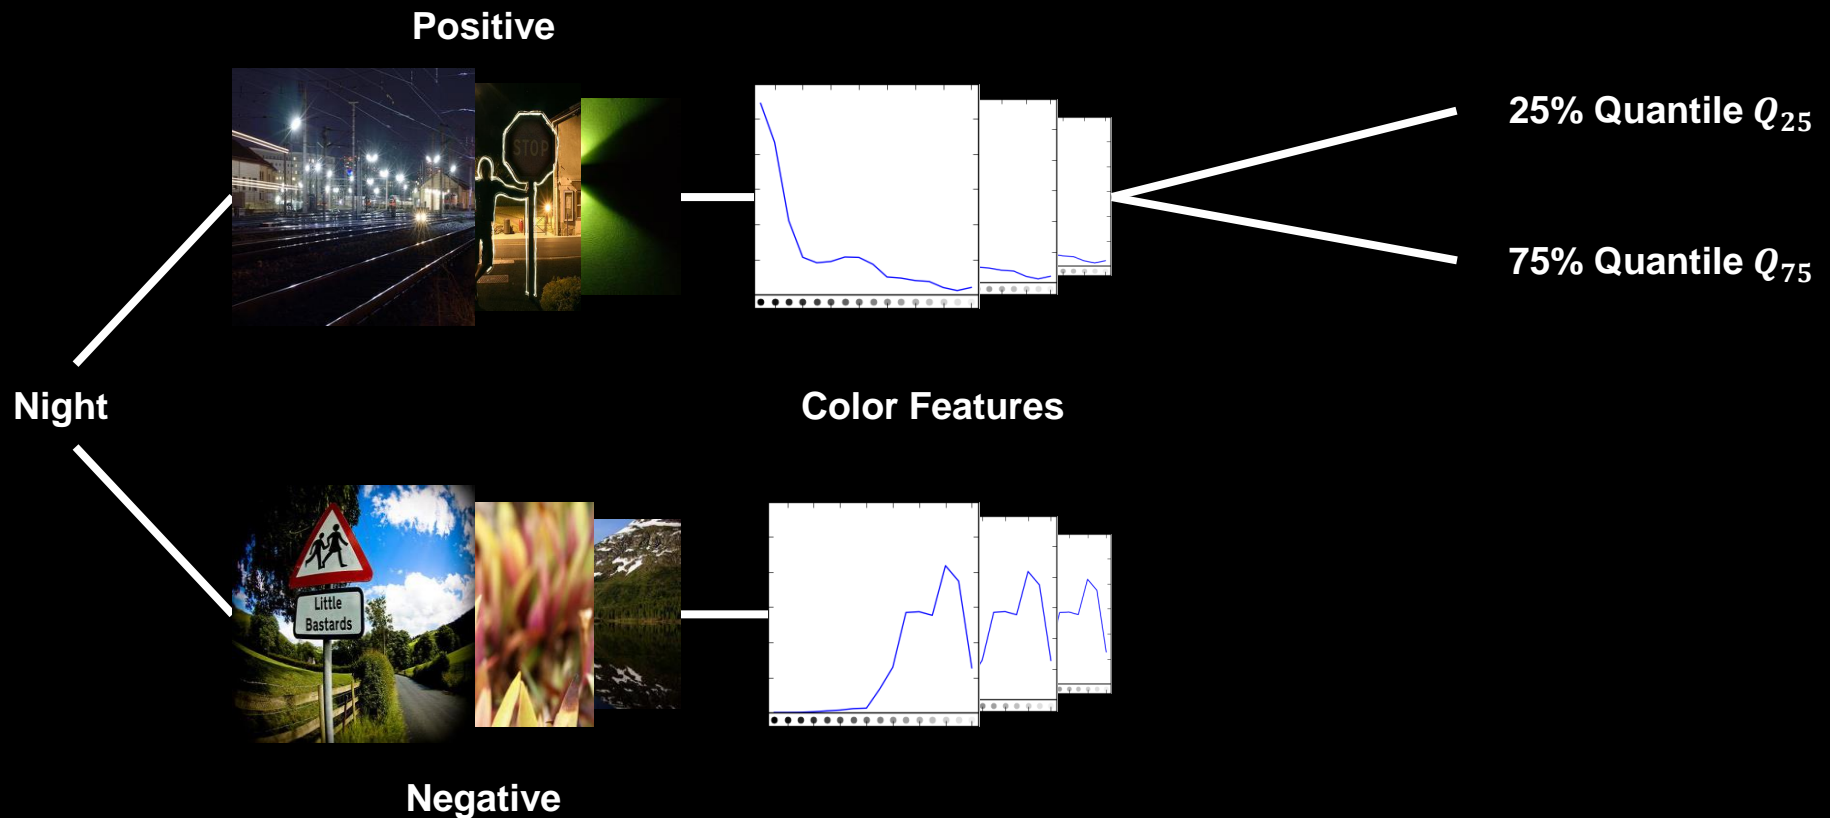 Positive
STOP
25% Quantile Q25
75% Quantile Q75
Night
Color Features
Little
Bastards
Negative